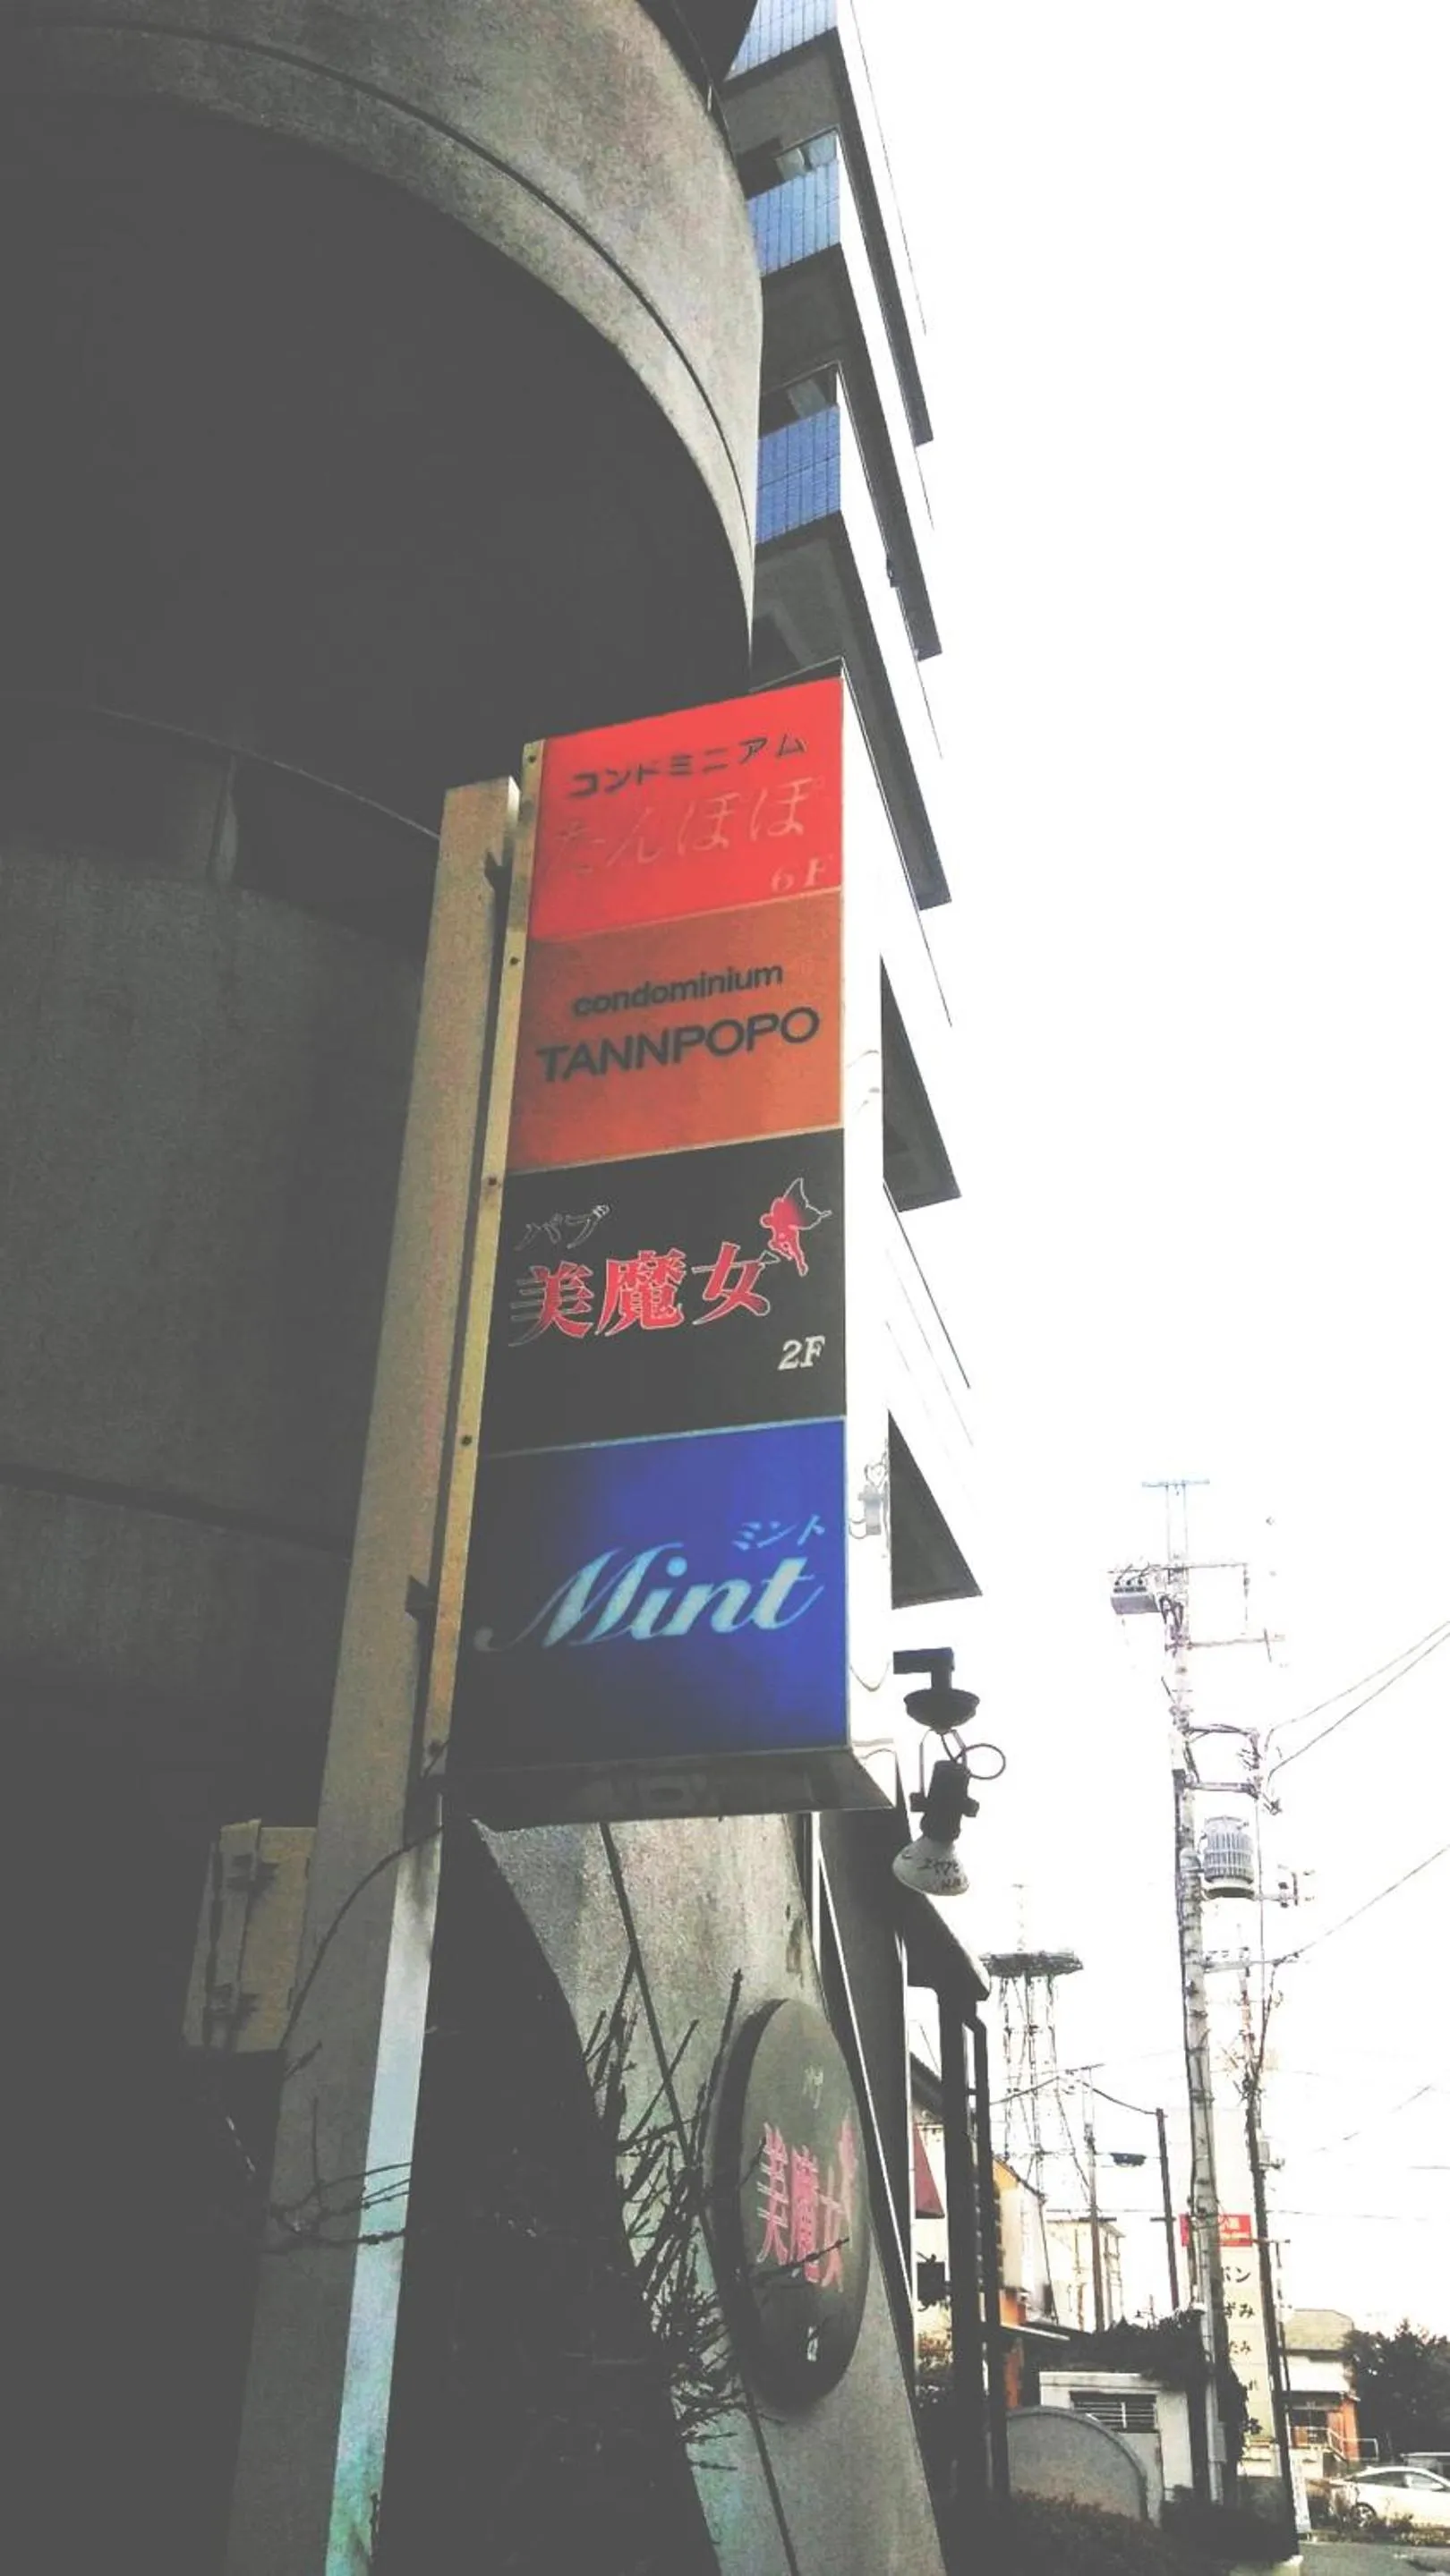 コンドミニアム
たんぽぽ
6F
condominium
TANNPOPO
パブ
美魔女
2F
ミント
Mint
美魔女